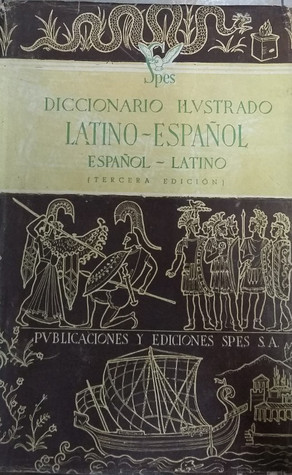 Spes
DICCIONARIO ILVSTRADO
LATINO-ESPAÑOL
ESPAÑOL - LATINO
(TERCERA EDICIÓN)
PVBLICACIONES Y EDICIONES SPES S.A.